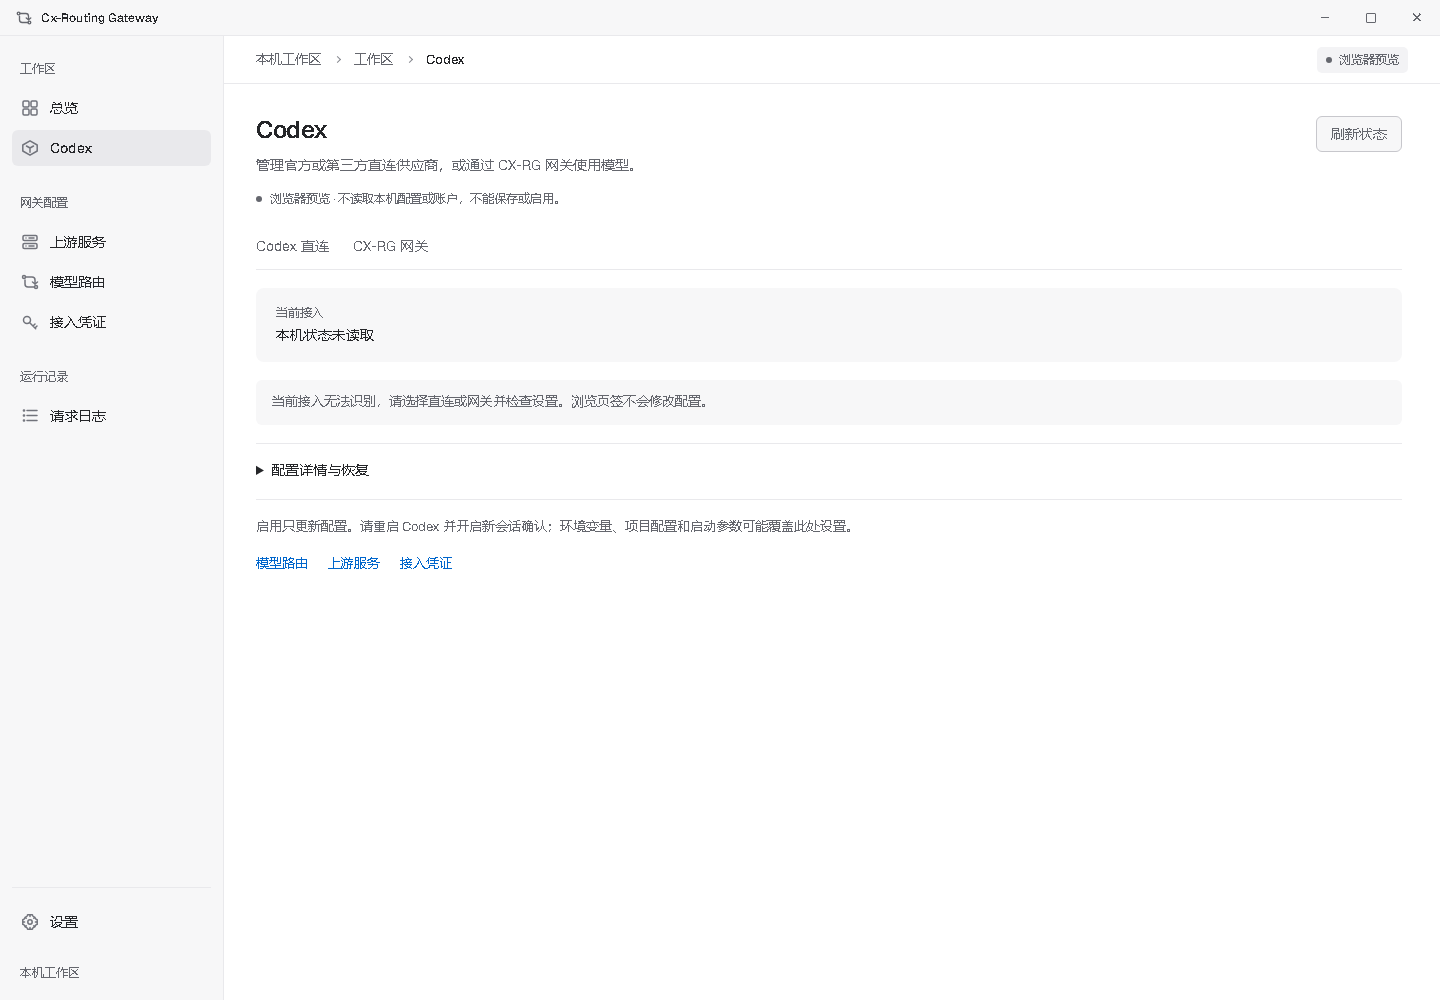 Cx-Routing Gateway
工作区
总览
Codex
网关配置
上游服务
模型路由
接入凭证
运行记录
请求日志
设置
本机工作区
本机工作区 › 工作区 › Codex
浏览器预览
Codex
刷新状态
管理官方或第三方直连供应商，或通过 CX-RG 网关使用模型。
浏览器预览 · 不读取本机配置或账户，不能保存或启用。
Codex 直连 CX-RG 网关
当前接入
本机状态未读取
当前接入无法识别，请选择直连或网关并检查设置。浏览页签不会修改配置。
配置详情与恢复
启用只更新配置。请重启 Codex 并开启新会话确认；环境变量、项目配置和启动参数可能覆盖此处设置。
模型路由 上游服务 接入凭证